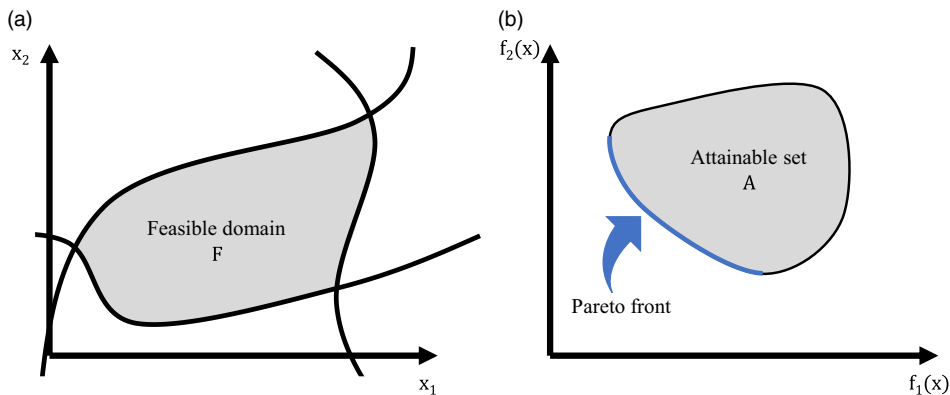 (a)
x₂
Feasible domain
F
x₁
(b)
f₂(x)
Attainable set
A
Pareto front
f₁(x)